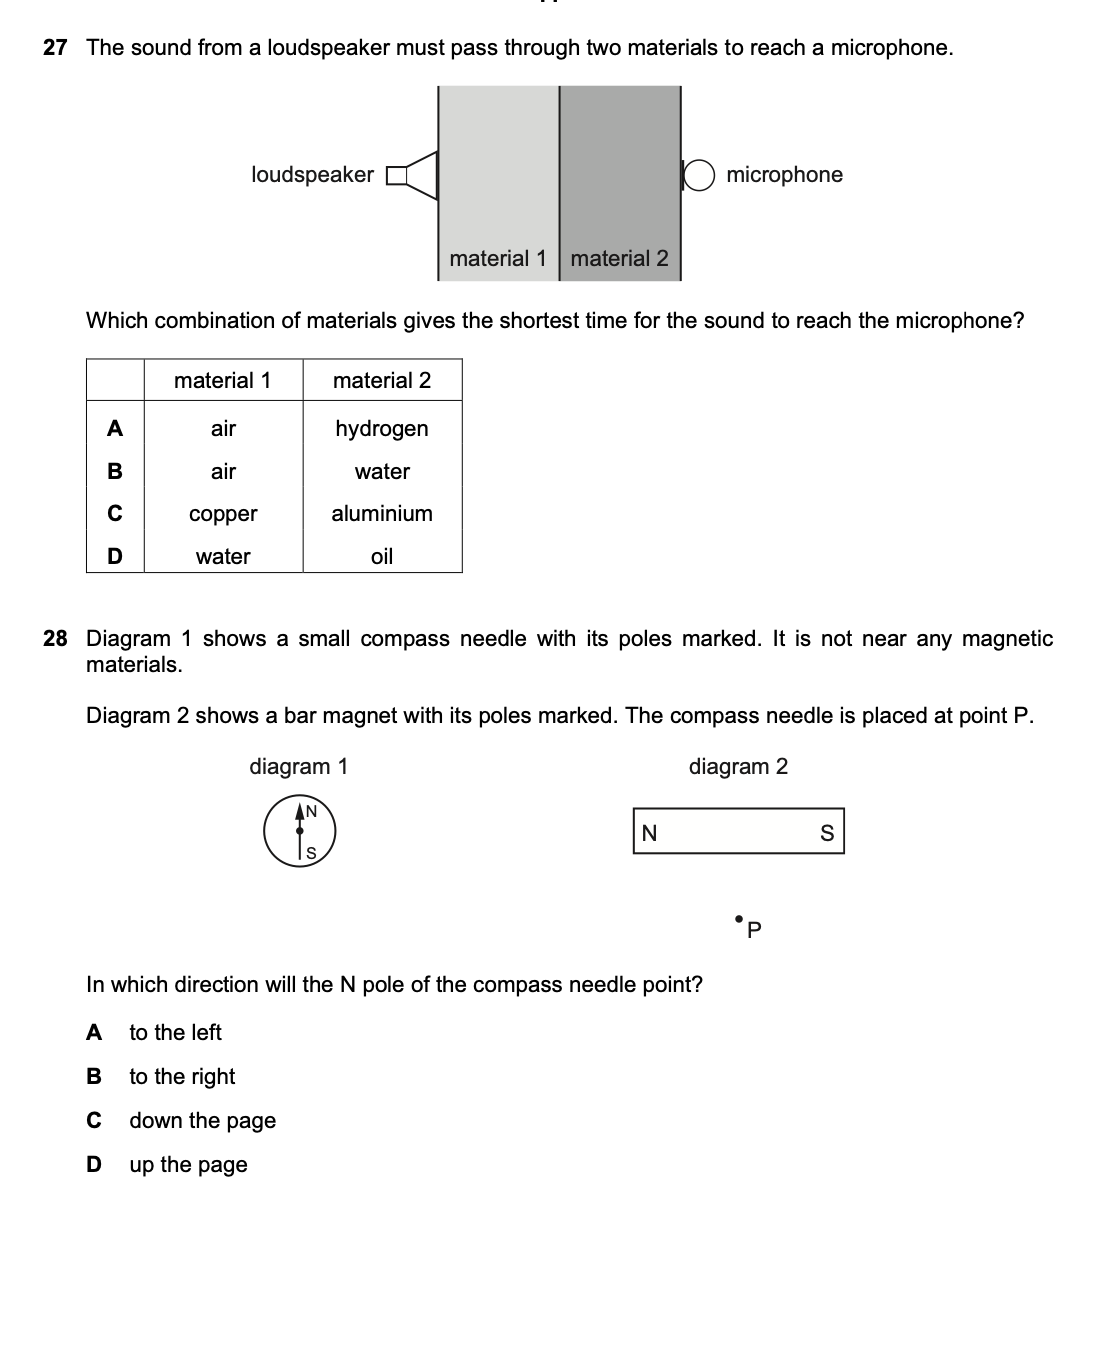 27 The sound from a loudspeaker must pass through two materials to reach a microphone.
loudspeaker
microphone
material 1 material 2
Which combination of materials gives the shortest time for the sound to reach the microphone?
material 1 material 2
A air hydrogen
B air water
C copper aluminium
D water oil
28 Diagram 1 shows a small compass needle with its poles marked. It is not near any magnetic
materials.
Diagram 2 shows a bar magnet with its poles marked. The compass needle is placed at point P.
diagram 1 diagram 2
N
S
N S
P
In which direction will the N pole of the compass needle point?
A to the left
B to the right
C down the page
D up the page